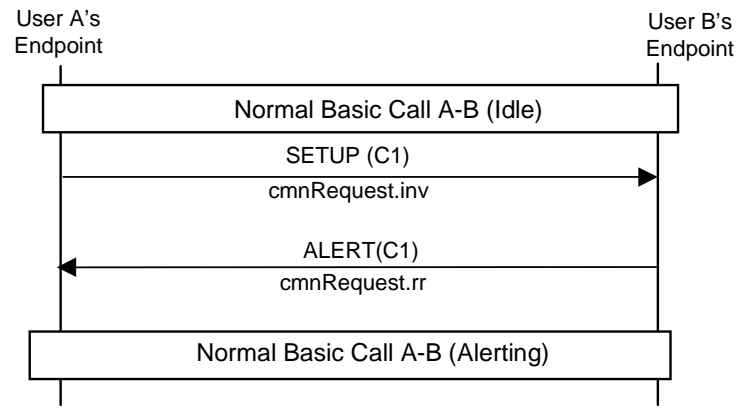 User A's
Endpoint
User B's
Endpoint
Normal Basic Call A-B (Idle)
SETUP (C1)
cmnRequest.inv
ALERT(C1)
cmnRequest.rr
Normal Basic Call A-B (Alerting)